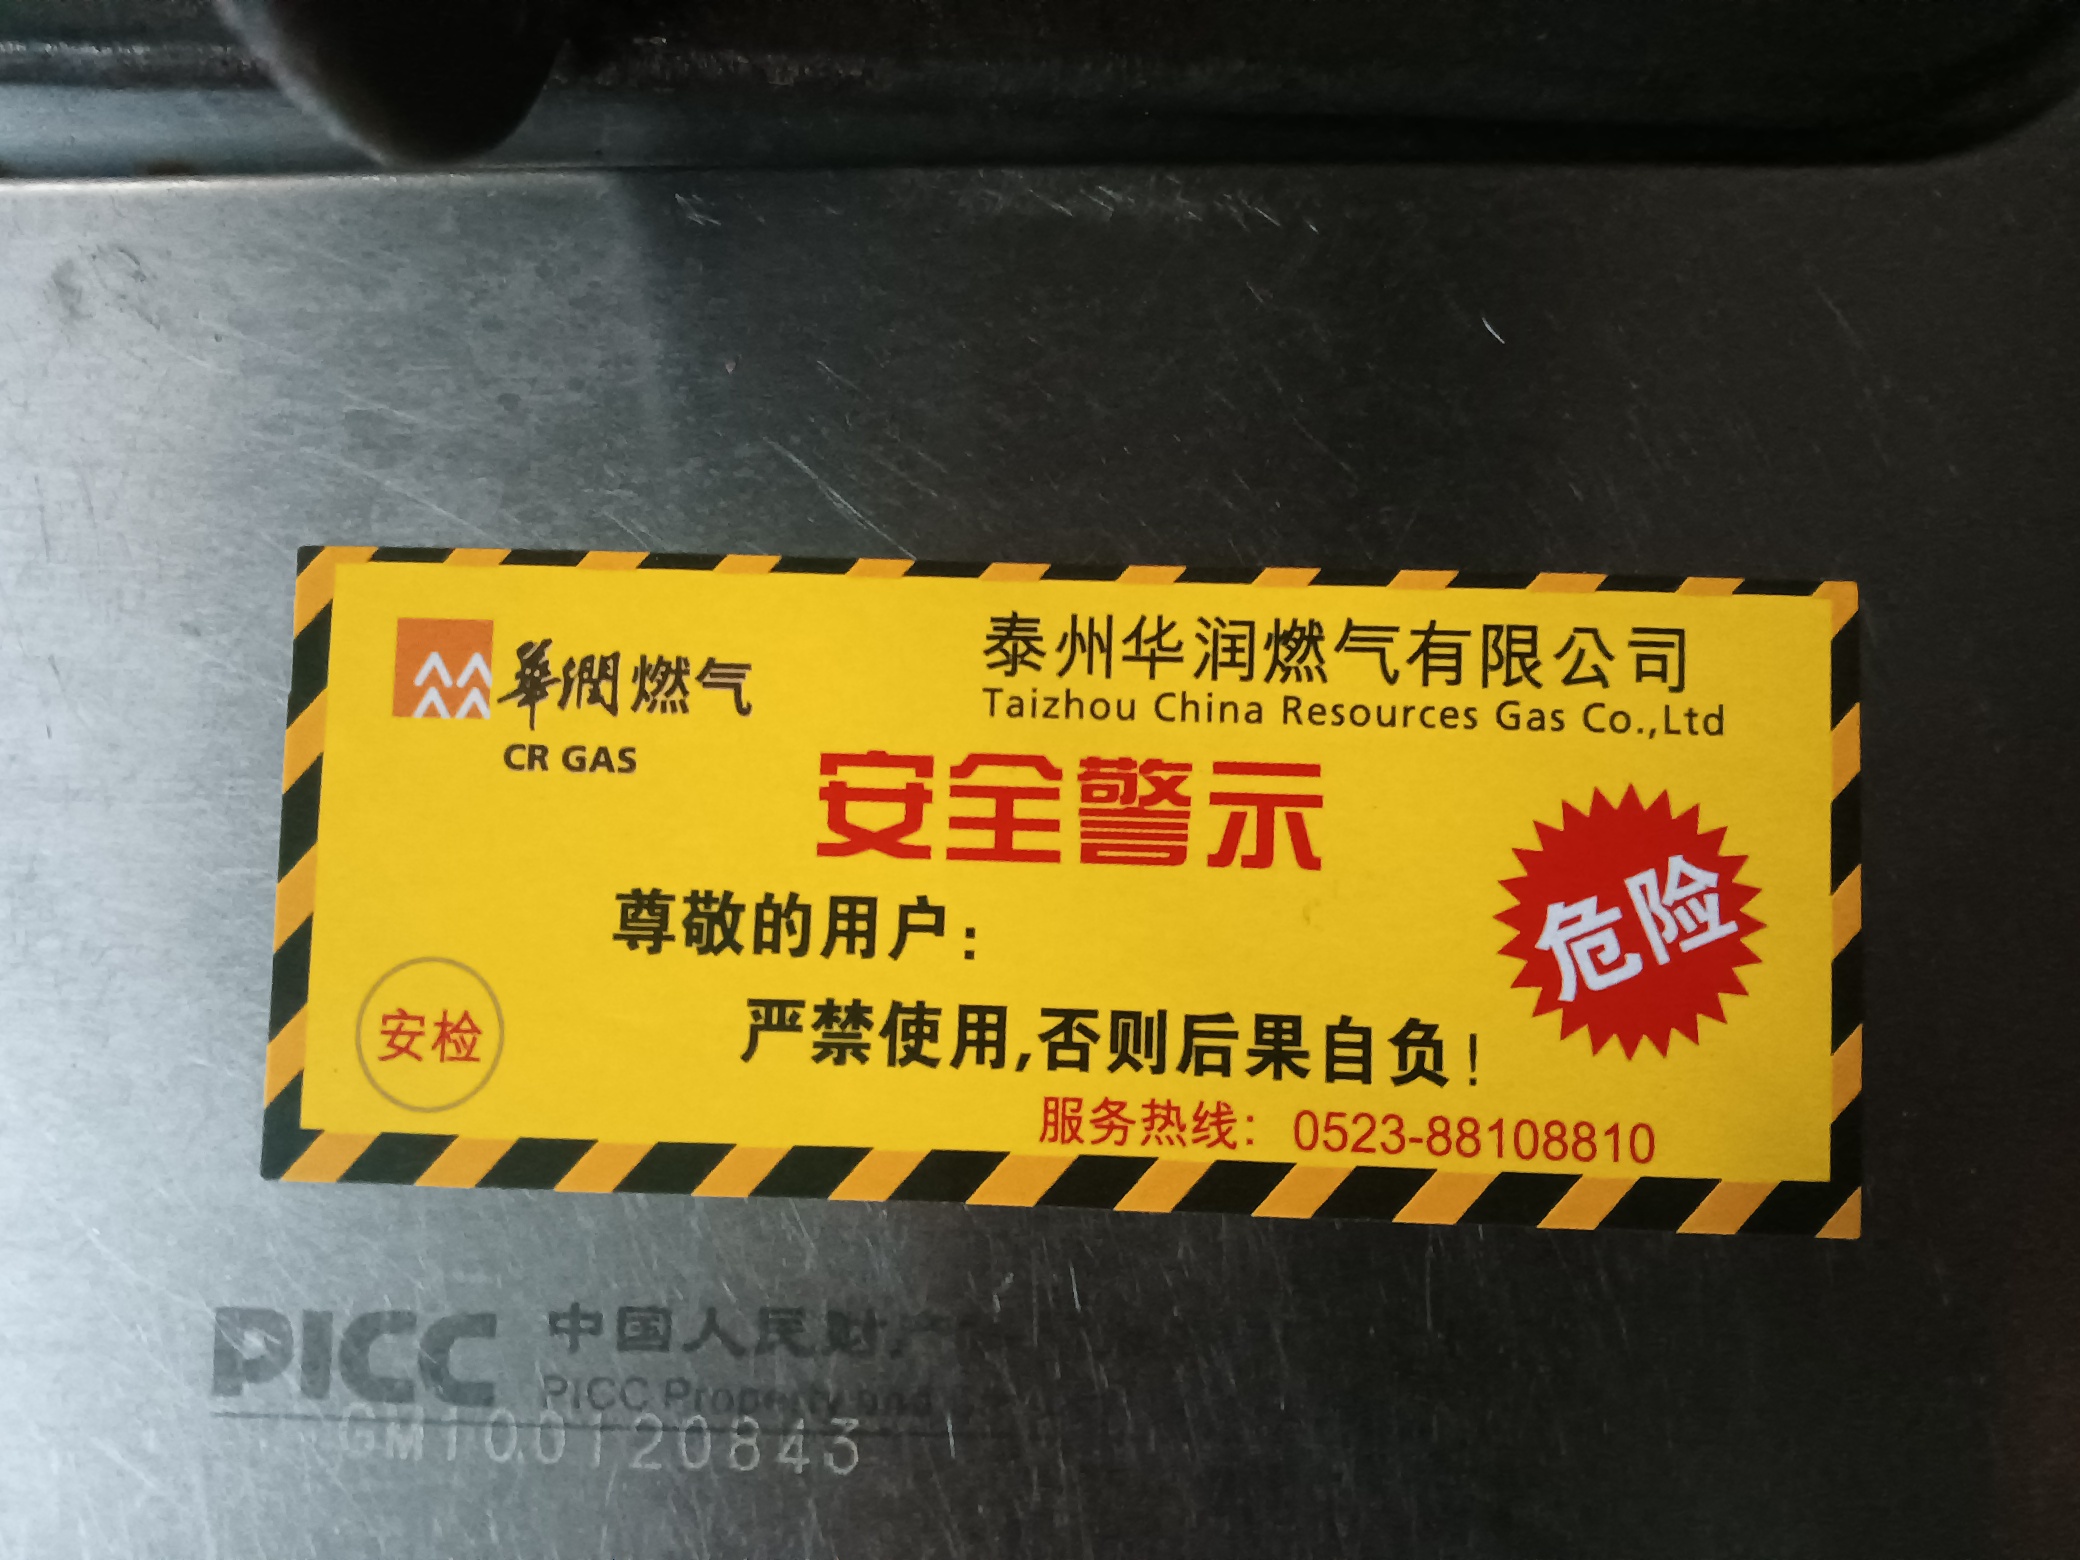 華潤燃气
CR GAS
泰州华润燃气有限公司
Taizhou China Resources Gas Co.,Ltd
安全警示
危险
尊敬的用户:
严禁使用,否则后果自负!
安检
服务热线: 0523-88108810
PICC 中国人民财产
PICC Property and
GM100120843